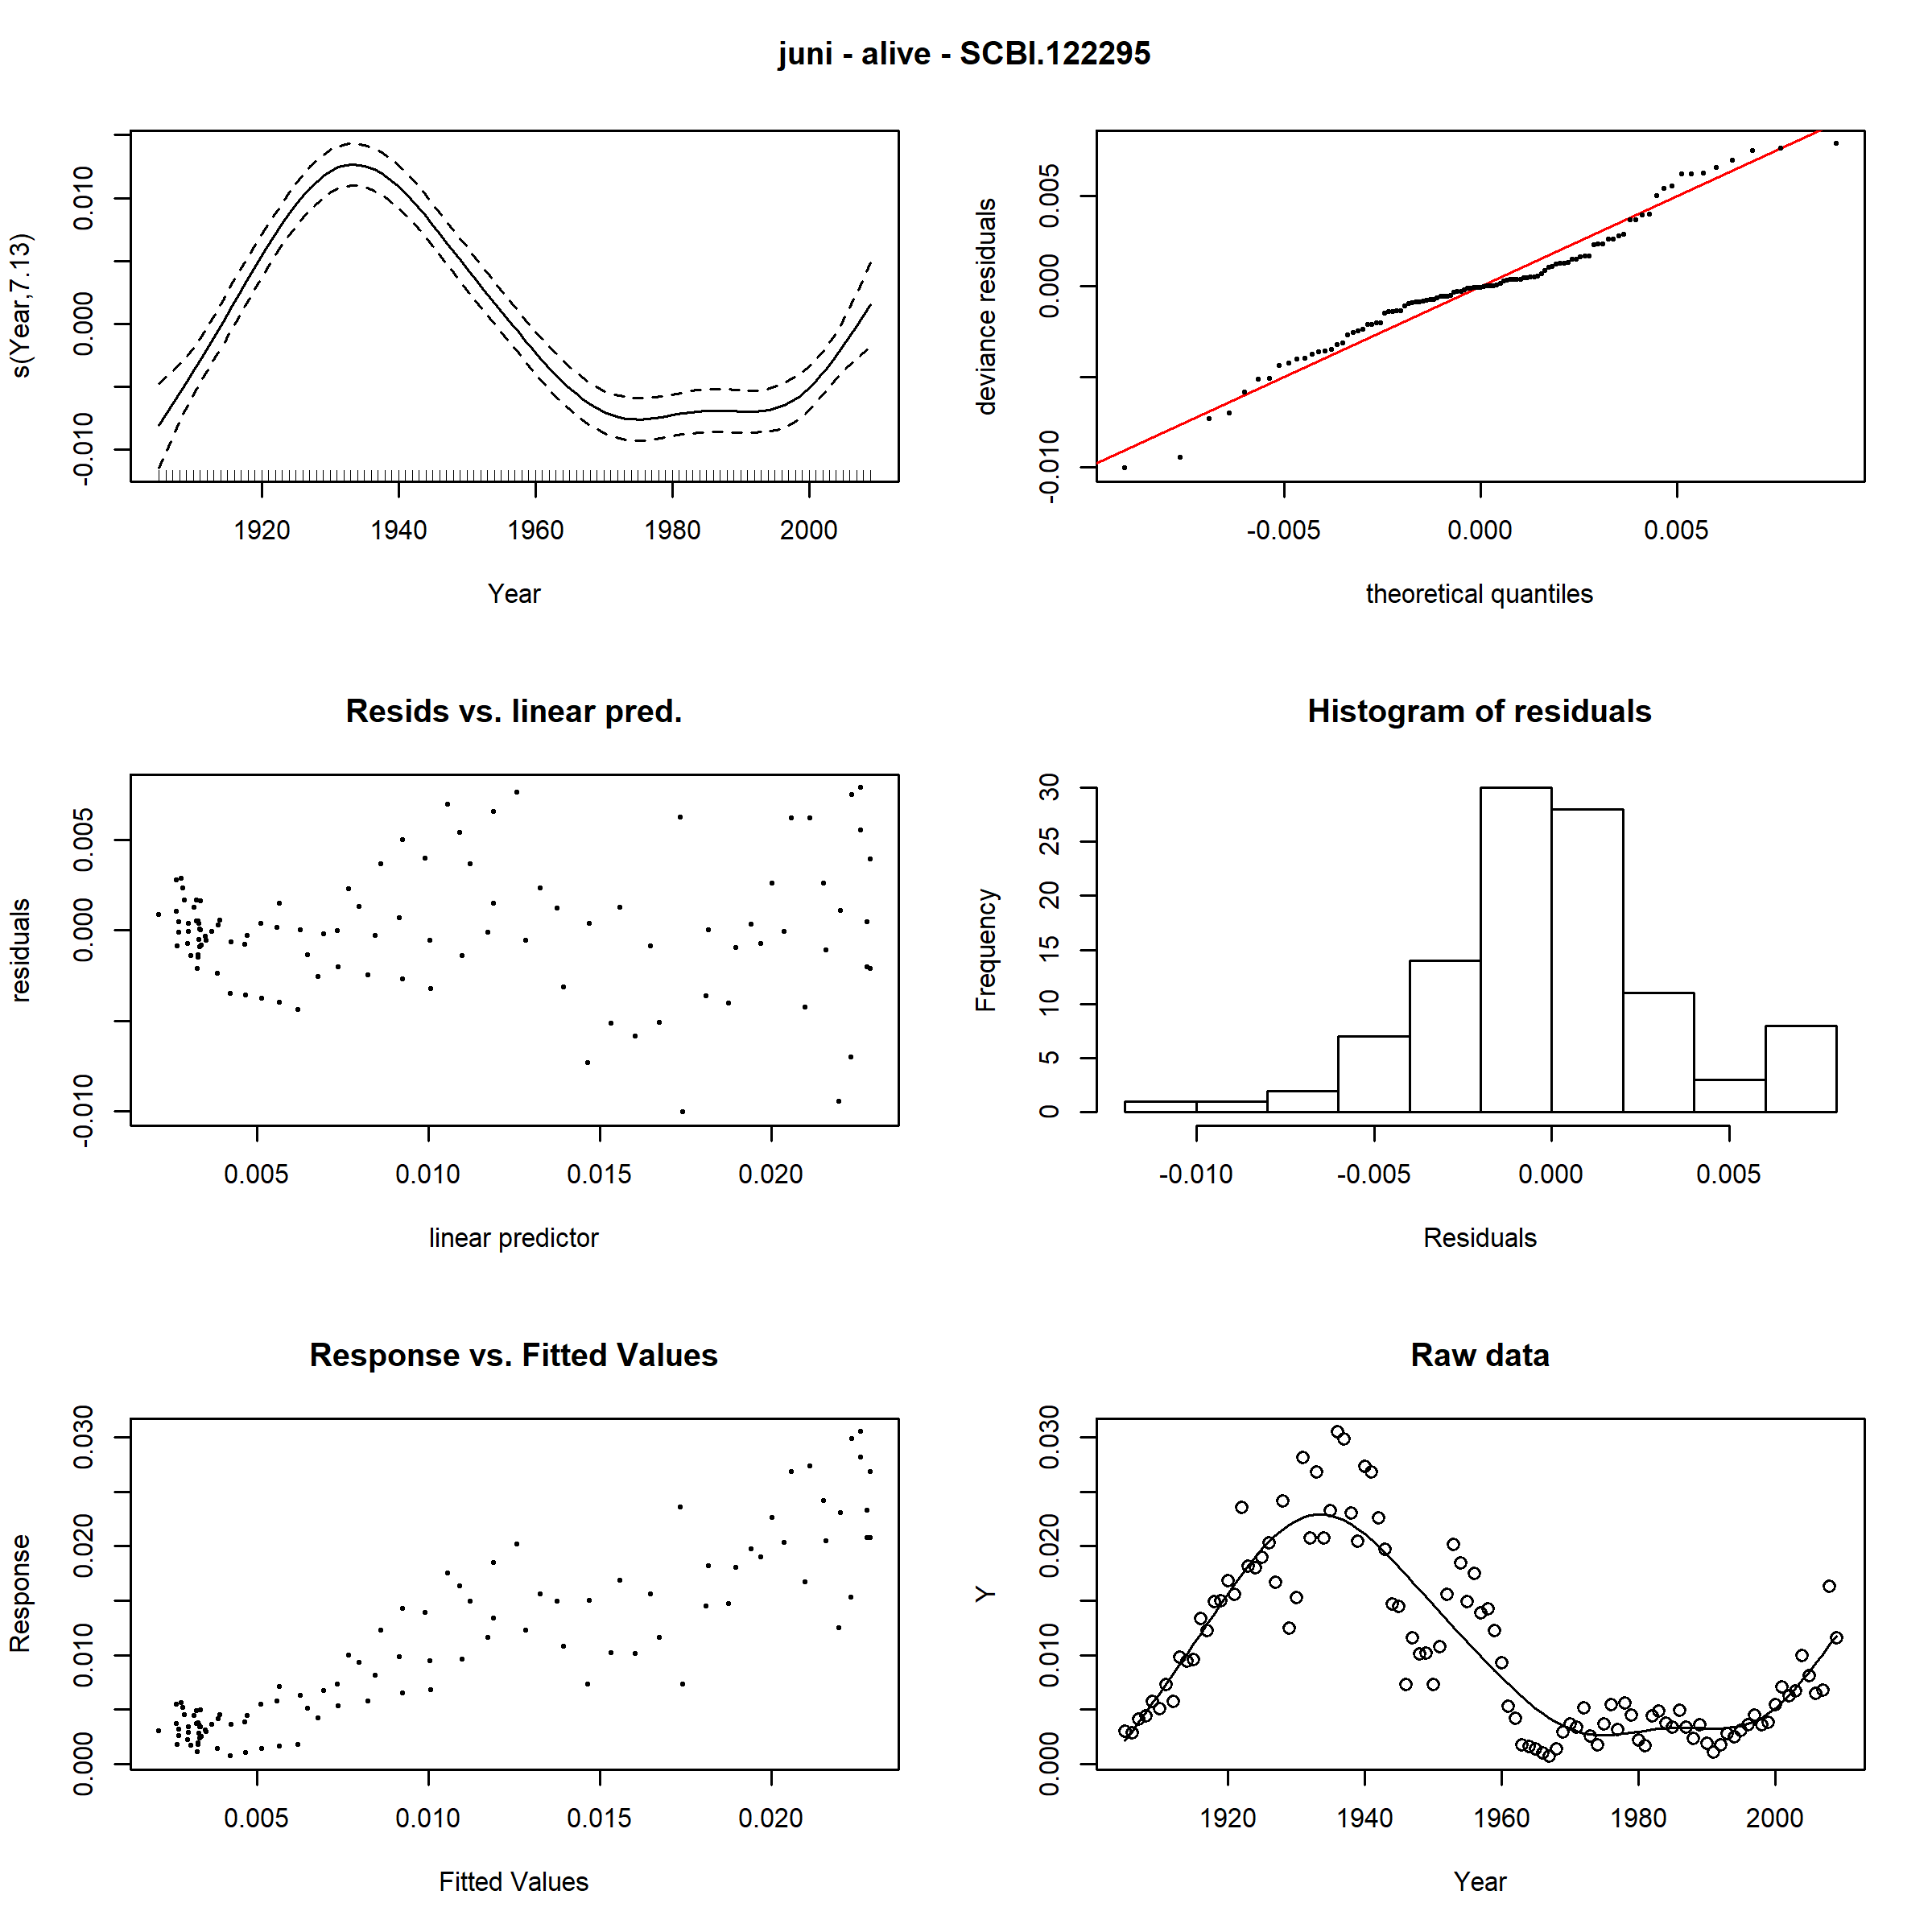 juni - alive - SCBI.122295
s(Year,7.13)
-0.010 0.000 0.010
1920 1940 1960 1980 2000
Year
deviance residuals
-0.010 0.000 0.005
-0.005 0.000 0.005
theoretical quantiles
Resids vs. linear pred.
residuals
-0.010 0.000 0.005
0.005 0.010 0.015 0.020
linear predictor
Histogram of residuals
Frequency
0 5 10 15 20 25 30
-0.010 -0.005 0.000 0.005
Residuals
Response vs. Fitted Values
Response
0.000 0.010 0.020 0.030
0.005 0.010 0.015 0.020
Fitted Values
Raw data
Y
0.000 0.010 0.020 0.030
1920 1940 1960 1980 2000
Year